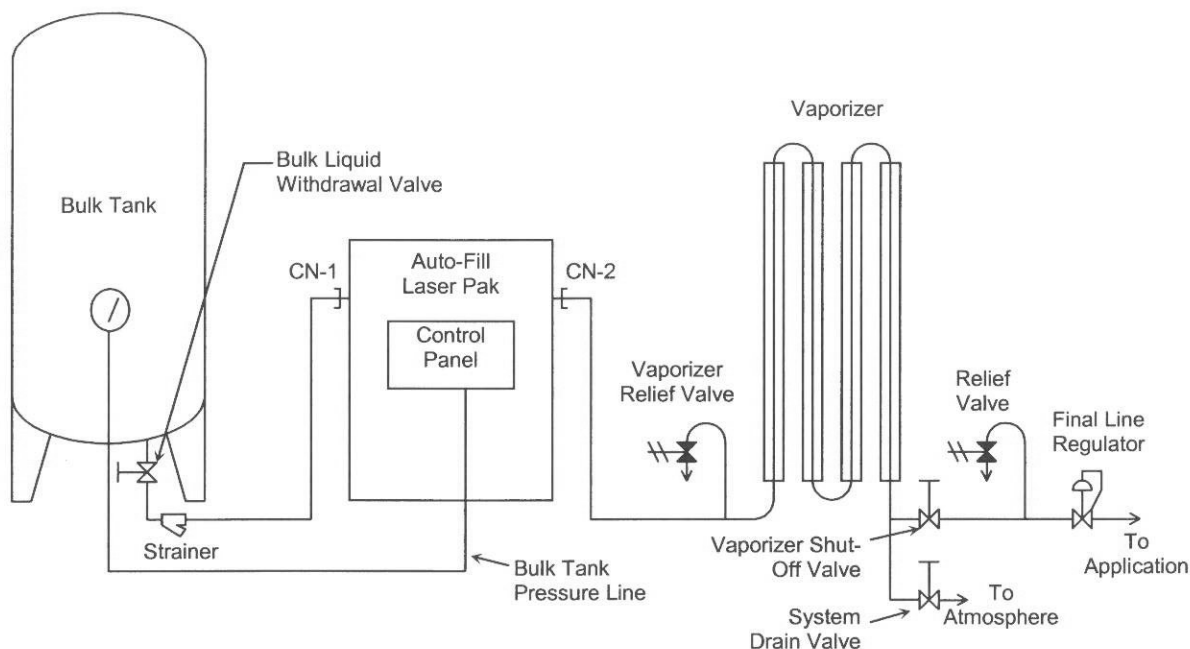 Vaporizer
Bulk Liquid
Withdrawal Valve
Bulk Tank
CN-1
Auto-Fill
Laser Pak
CN-2
Control
Panel
Vaporizer
Relief Valve
Relief
Valve
Final Line
Regulator
Strainer
Bulk Tank
Pressure Line
Vaporizer Shut-
Off Valve
To
Application
System
Drain Valve
To
Atmosphere